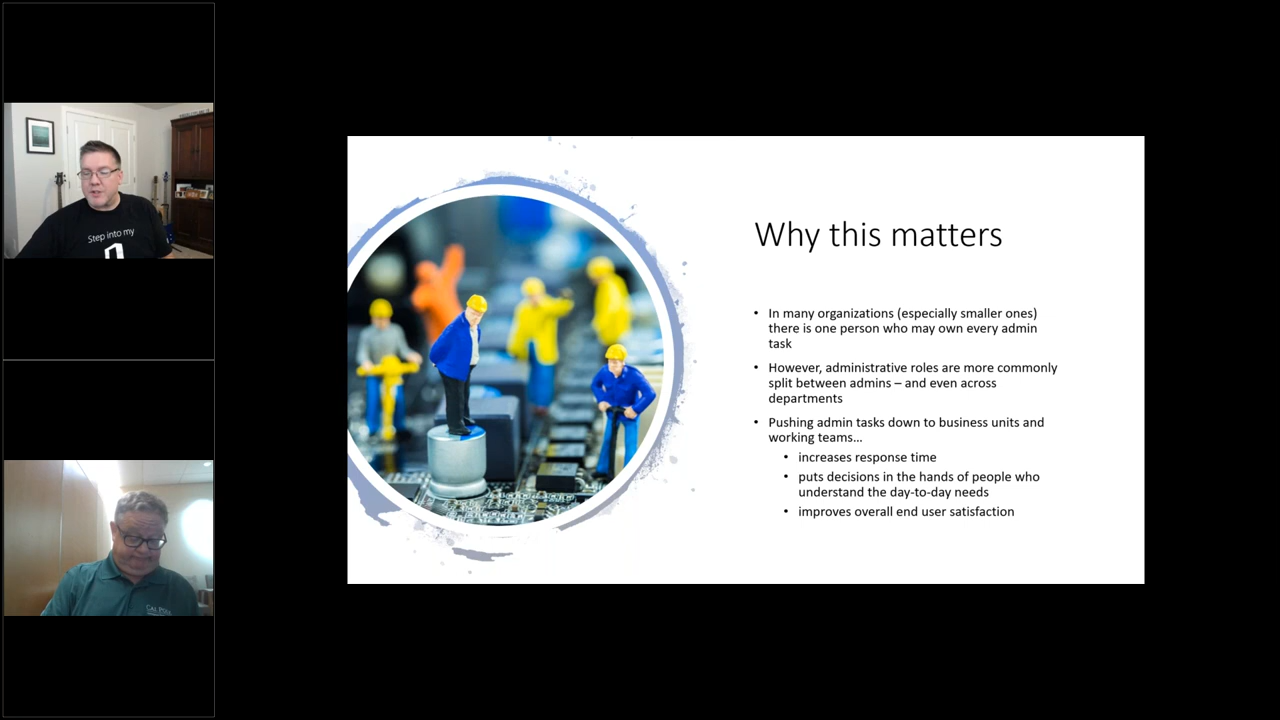 Step into my
CAL POLY
Why this matters
• In many organizations (especially smaller ones)
there is one person who may own every admin
task
• However, administrative roles are more commonly
split between admins – and even across
departments
• Pushing admin tasks down to business units and
working teams…
• increases response time
• puts decisions in the hands of people who
understand the day-to-day needs
• improves overall end user satisfaction